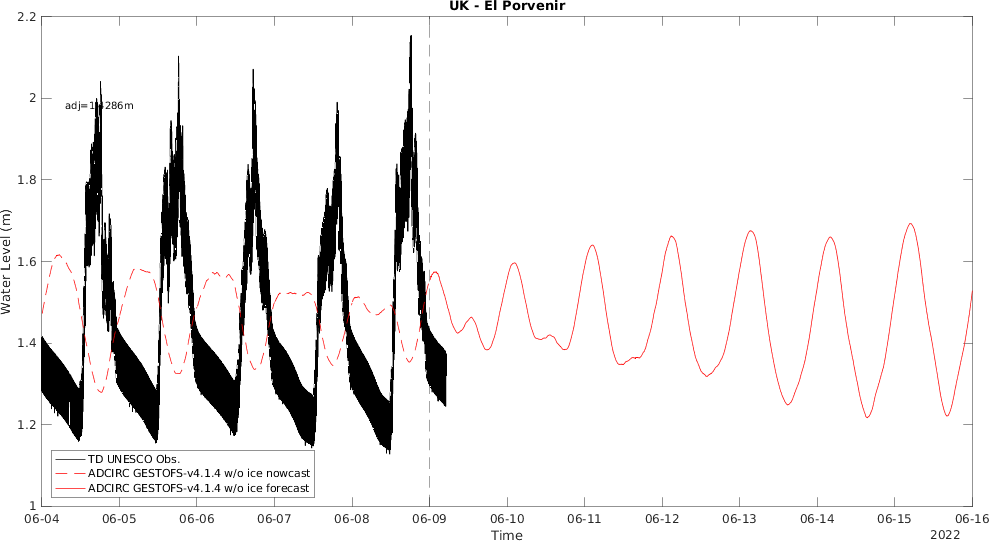 UK - El Porvenir
2.2
2
1.8
1.6
1.4
1.2
1
Water Level (m)
TD UNESCO Obs.
ADCIRC GESTOFS-v4.1.4 w/o ice nowcast
ADCIRC GESTOFS-v4.1.4 w/o ice forecast
06-04 06-05 06-06 06-07 06-08 06-09 06-10 06-11 06-12 06-13 06-14 06-15 06-16
Time
2022